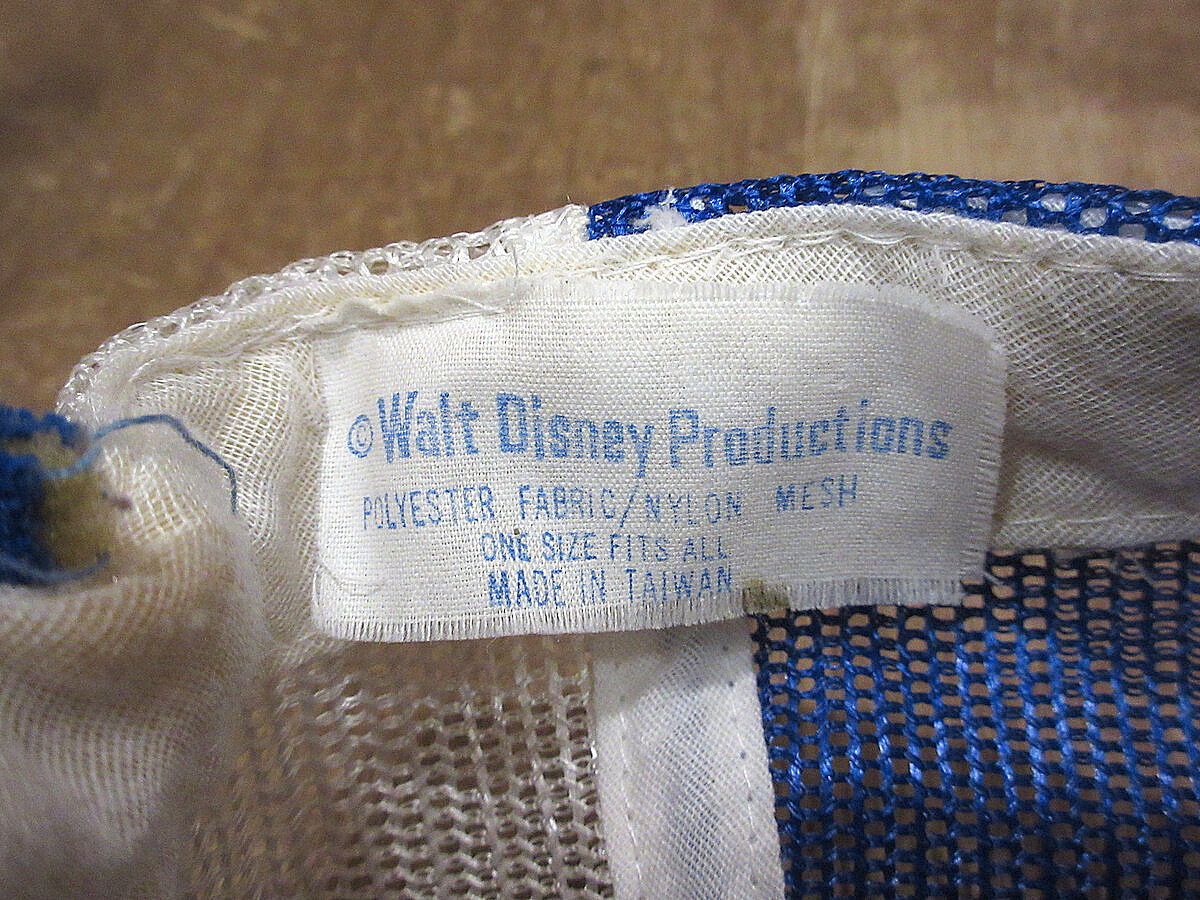 ©Walt Disney Productions
POLYESTER FABRIC/NYLON MESH
ONE SIZE FITS ALL
MADE IN TAIWAN